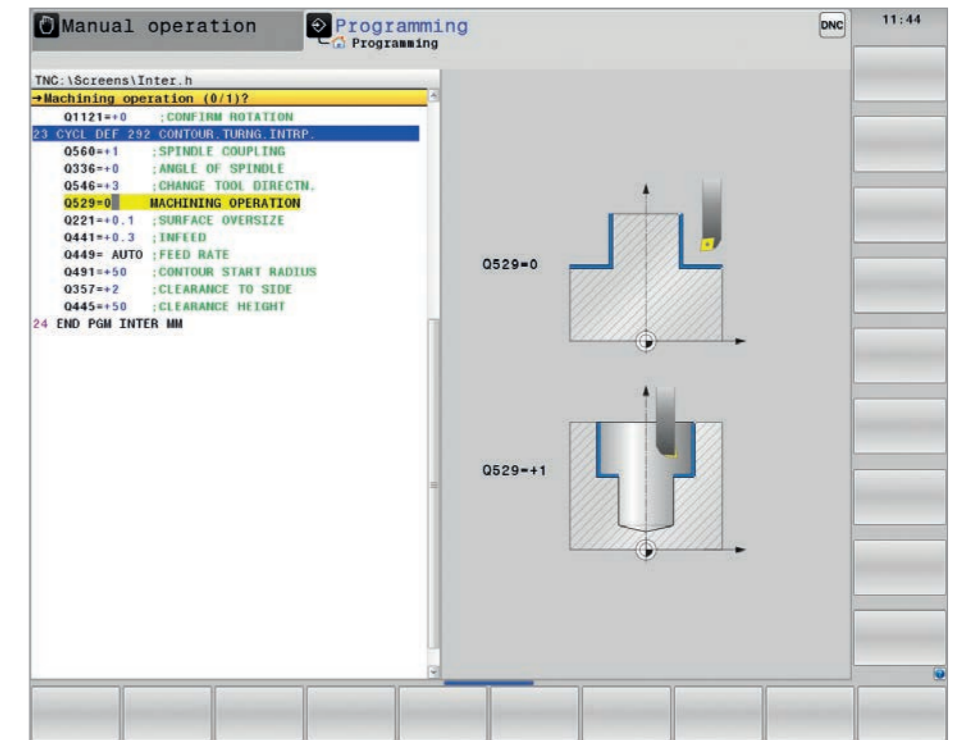 Manual operation
Programming
Programming
DNC
11:44
TNC:\Screens\Inter.h
→Machining operation (0/1)?
Q1121=+0 ;CONFIRM ROTATION
23 CYCL DEF 292 CONTOUR.TURNG.INTRP.
Q560=+1 ;SPINDLE COUPLING
Q336=+0 ;ANGLE OF SPINDLE
Q546=+3 ;CHANGE TOOL DIRECTN.
Q529=0 MACHINING OPERATION
Q221=+0.1 ;SURFACE OVERSIZE
Q441=+0.3 ;INFEED
Q449= AUTO ;FEED RATE
Q491=+50 ;CONTOUR START RADIUS
Q357=+2 ;CLEARANCE TO SIDE
Q445=+50 ;CLEARANCE HEIGHT
24 END PGM INTER MM
Q529=0
Q529=+1